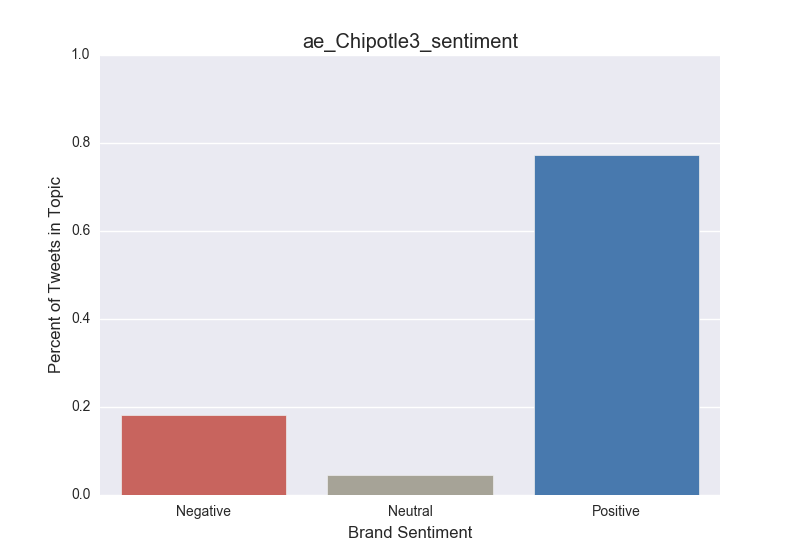 ae_Chipotle3_sentiment
1.0
0.8
0.6
0.4
0.2
0.0
Percent of Tweets in Topic
Negative Neutral Positive
Brand Sentiment